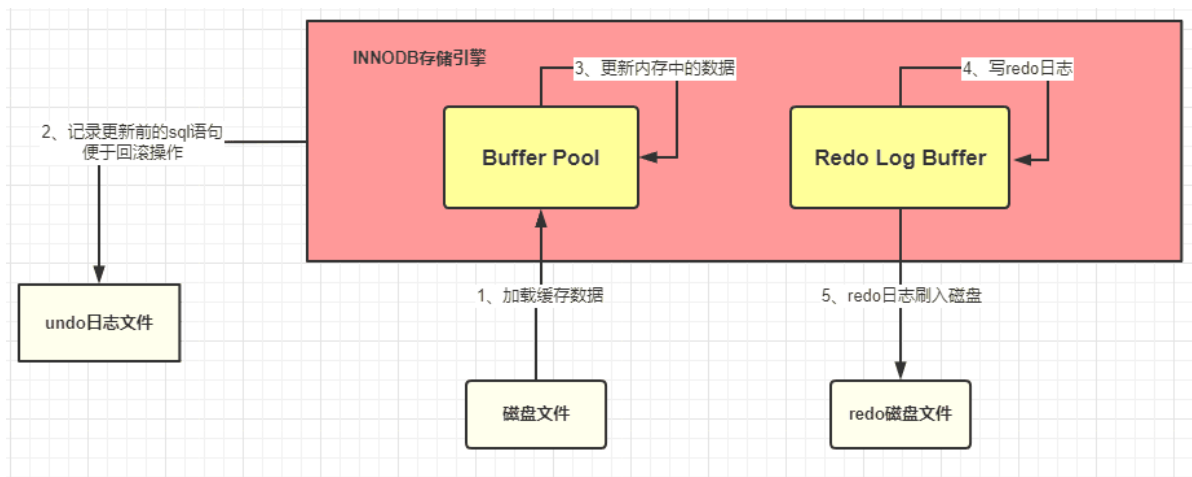 INNODB存储引擎
3、更新内存中的数据
4、写redo日志
2、记录更新前的sql语句
便于回滚操作
Buffer Pool
Redo Log Buffer
1、加载缓存数据
5、redo日志刷入磁盘
undo日志文件
磁盘文件
redo磁盘文件